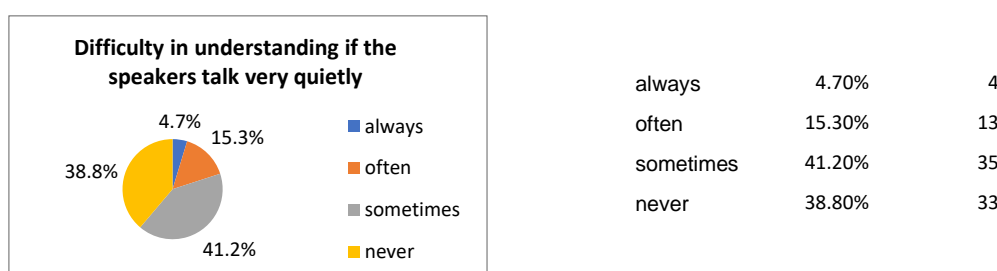 Difficulty in understanding if the
speakers talk very quietly
4.7%
15.3%
38.8%
41.2%
always
often
sometimes
never
always 4.70% 4
often 15.30% 13
sometimes 41.20% 35
never 38.80% 33